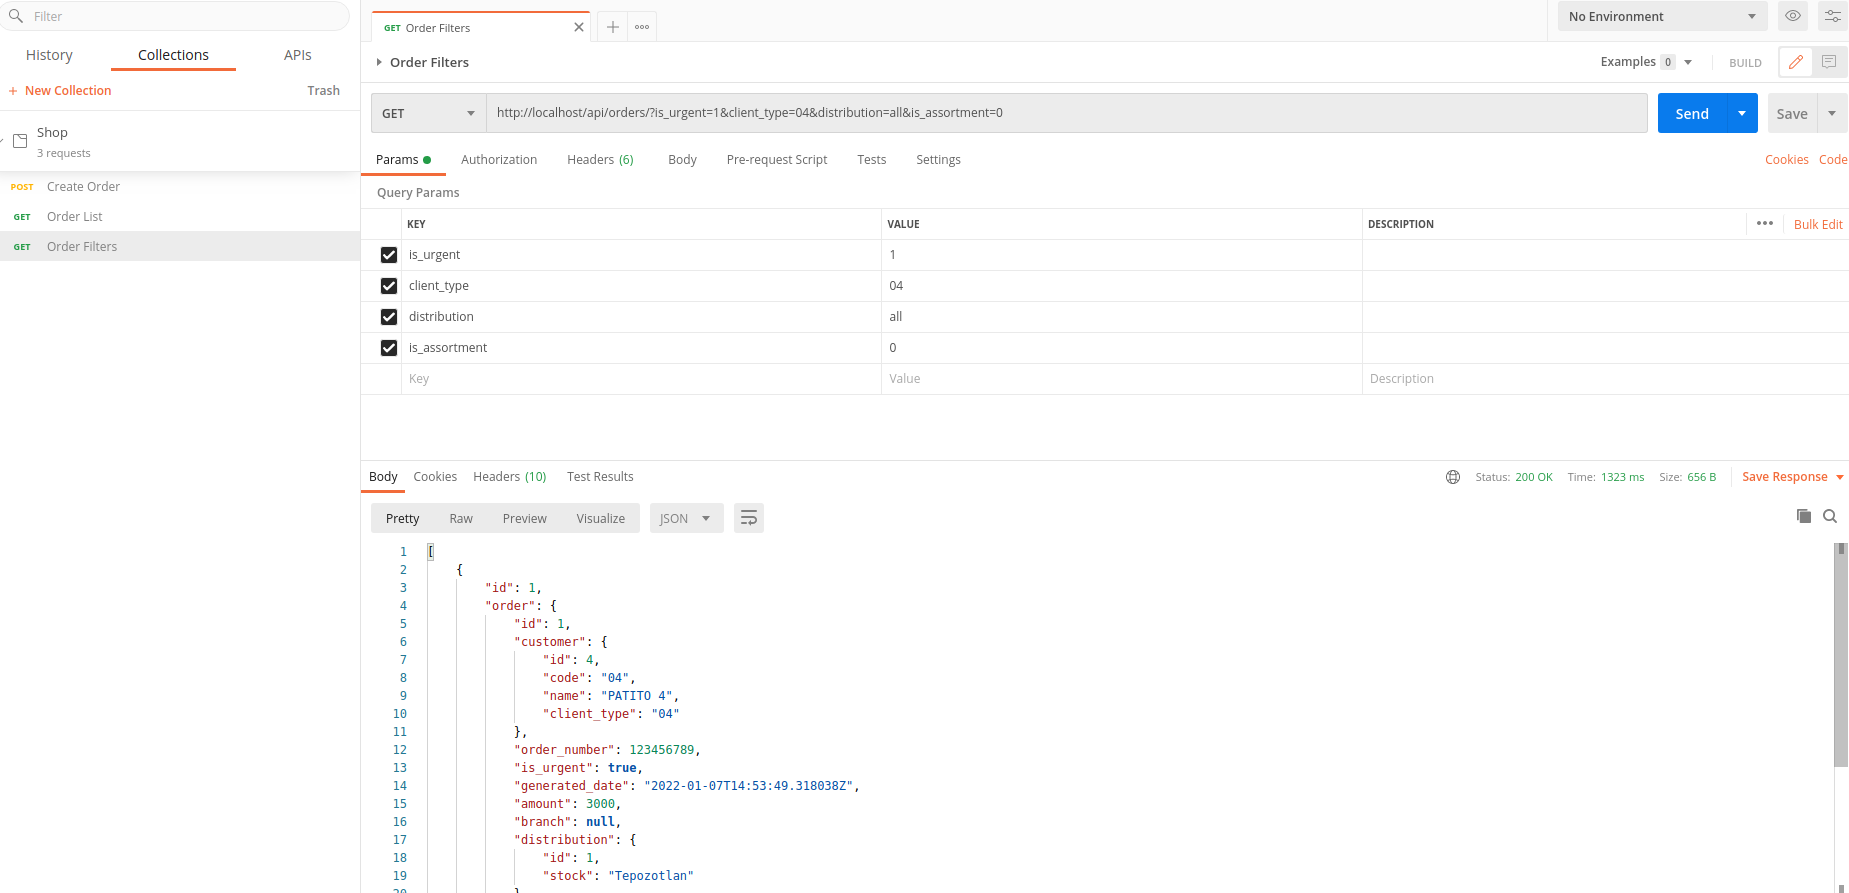 Filter
History
Collections
APIs
+ New Collection
Trash
Shop
3 requests
POST Create Order
GET Order List
GET Order Filters
GET Order Filters
No Environment
Order Filters
Examples 0
BUILD
GET
http://localhost/api/orders/?is_urgent=1&client_type=04&distribution=all&is_assortment=0
Send
Save
Params
Authorization
Headers (6)
Body
Pre-request Script
Tests
Settings
Cookies
Code
Query Params
KEY VALUE DESCRIPTION
Bulk Edit
is_urgent 1
client_type 04
distribution all
is_assortment 0
Key Value Description
Body
Cookies
Headers (10)
Test Results
Status: 200 OK
Time: 1323 ms
Size: 656 B
Save Response
Pretty
Raw
Preview
Visualize
JSON
1 [
2 {
3 "id": 1,
4 "order": {
5 "id": 1,
6 "customer": {
7 "id": 4,
8 "code": "04",
9 "name": "PATITO 4",
10 "client_type": "04"
11 },
12 "order_number": 123456789,
13 "is_urgent": true,
14 "generated_date": "2022-01-07T14:53:49.318038Z",
15 "amount": 3000,
16 "branch": null,
17 "distribution": {
18 "id": 1,
19 "stock": "Tepozotlan"
20 }